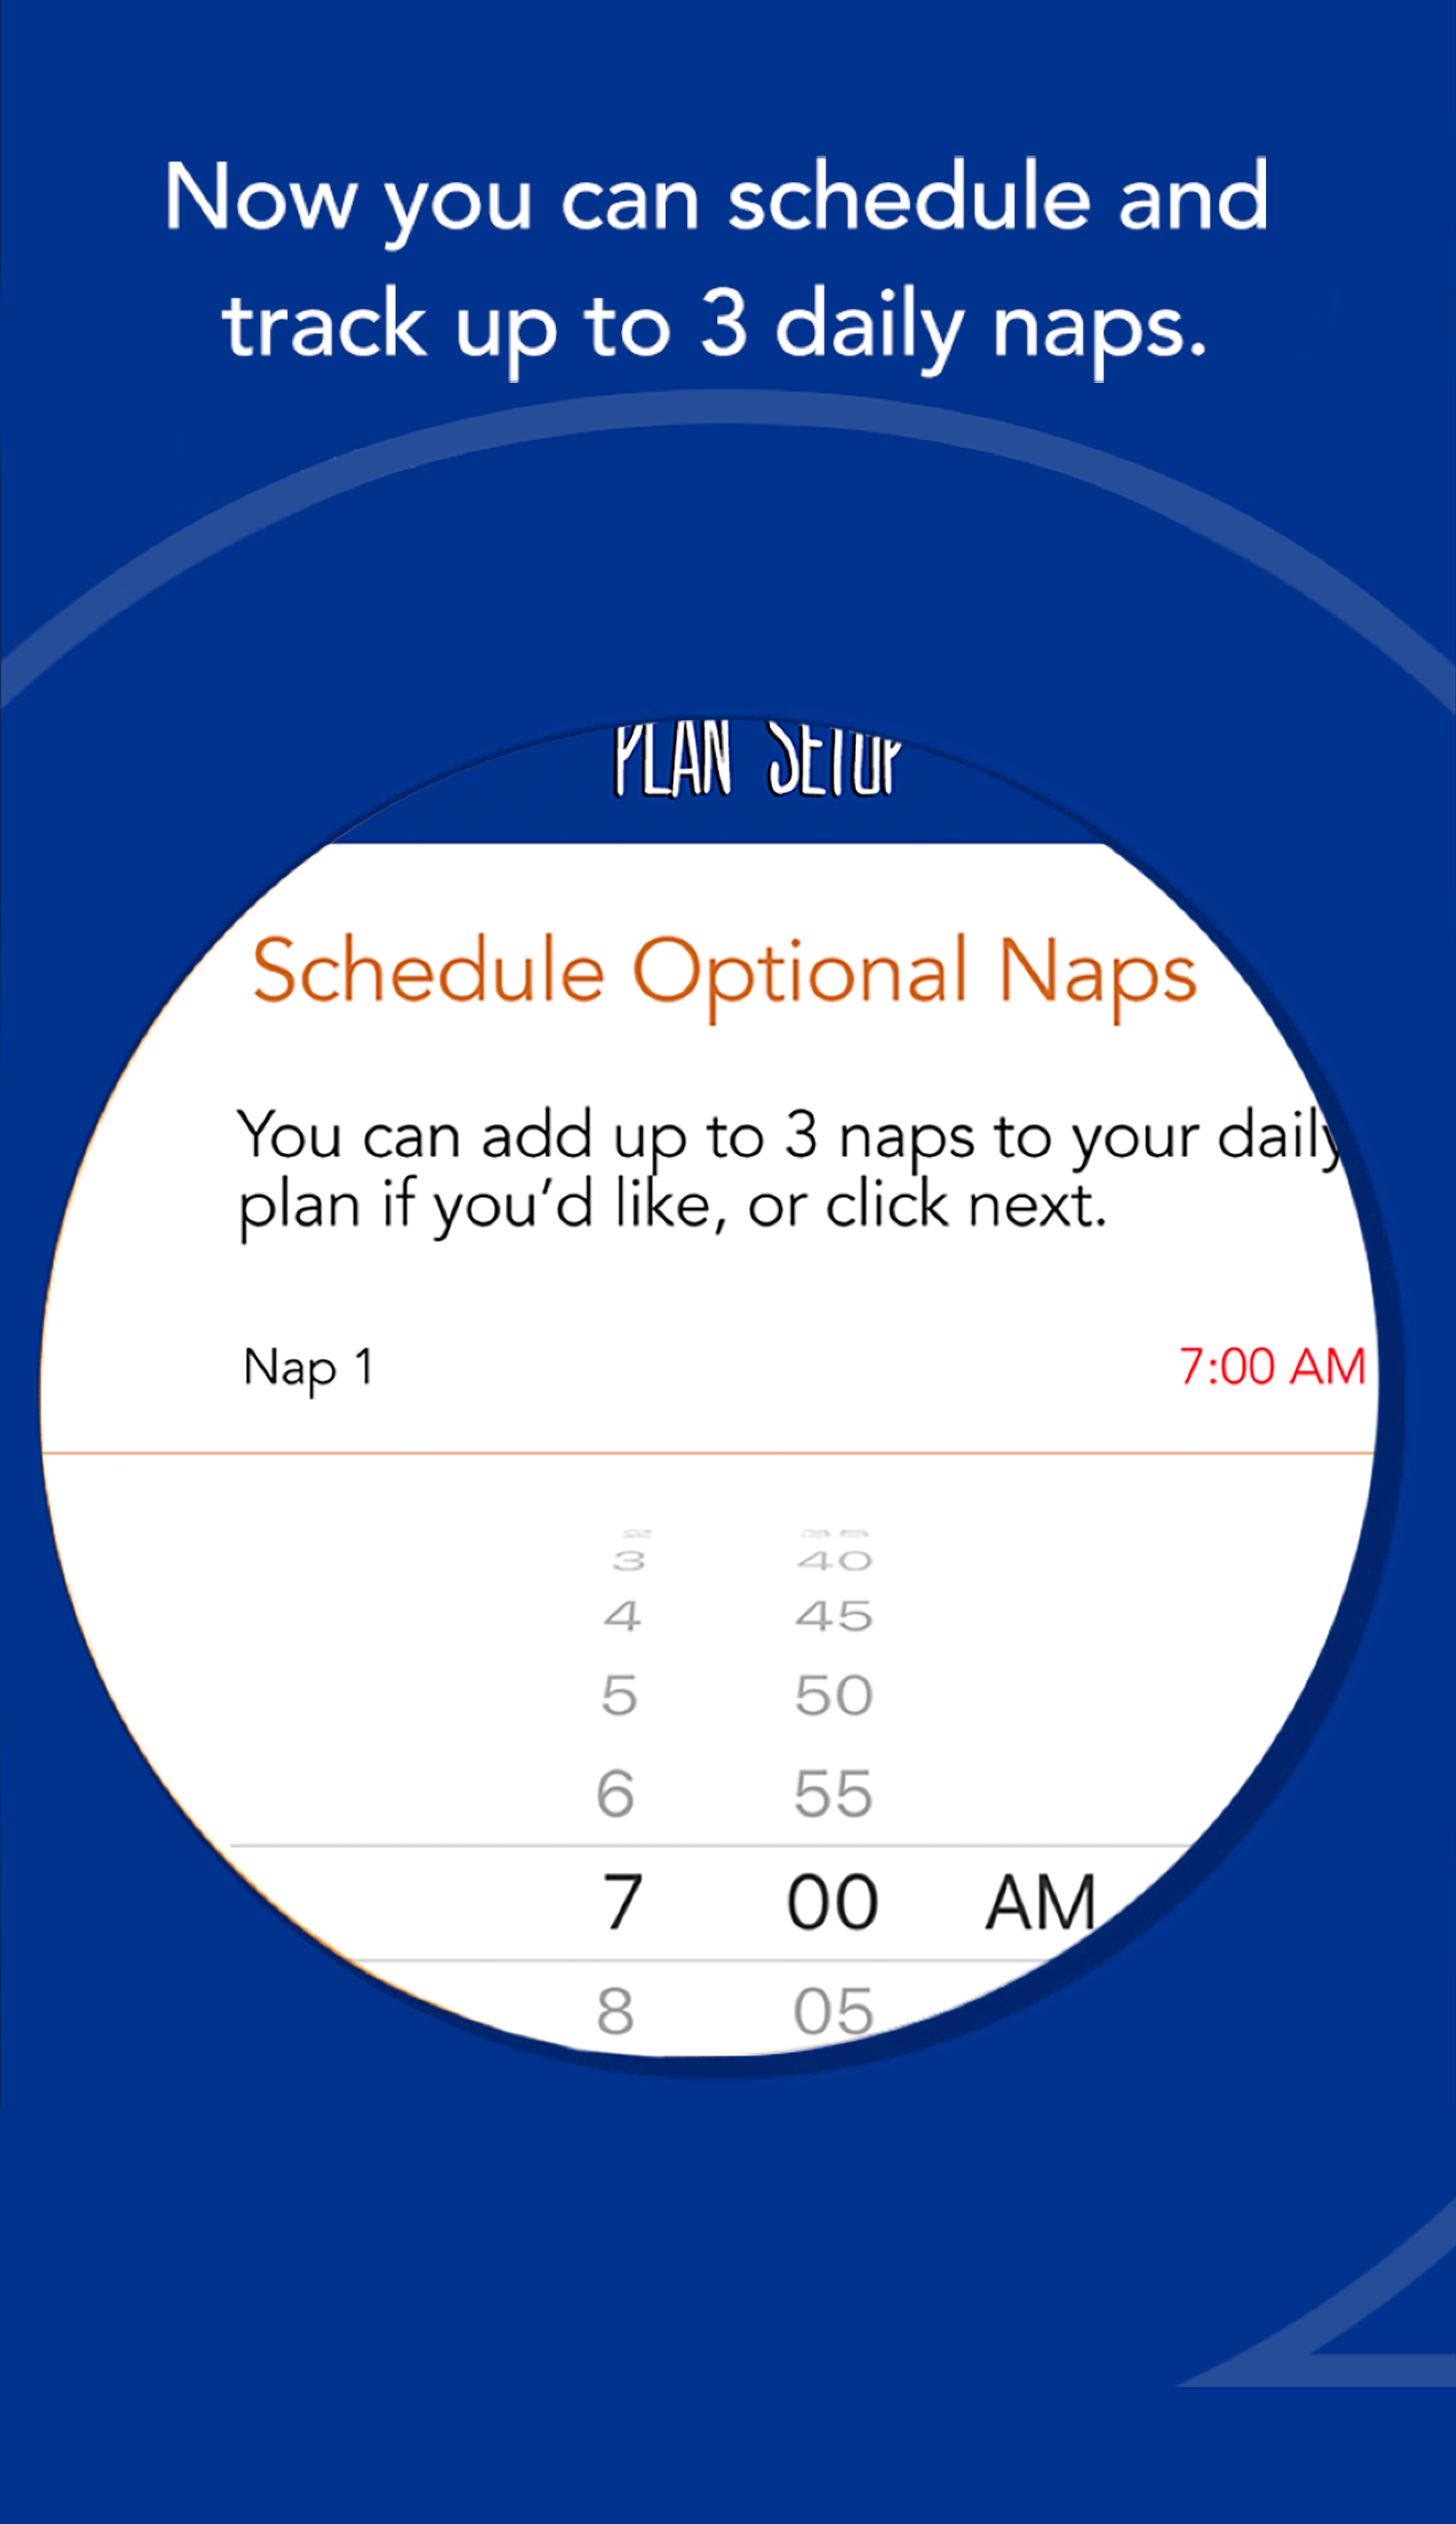 Now you can schedule and
track up to 3 daily naps.
PLAN SETUP
Schedule Optional Naps
You can add up to 3 naps to your daily
plan if you’d like, or click next.
Nap 1 7:00 AM
3 40
4 45
5 50
6 55
7 00 AM
8 05